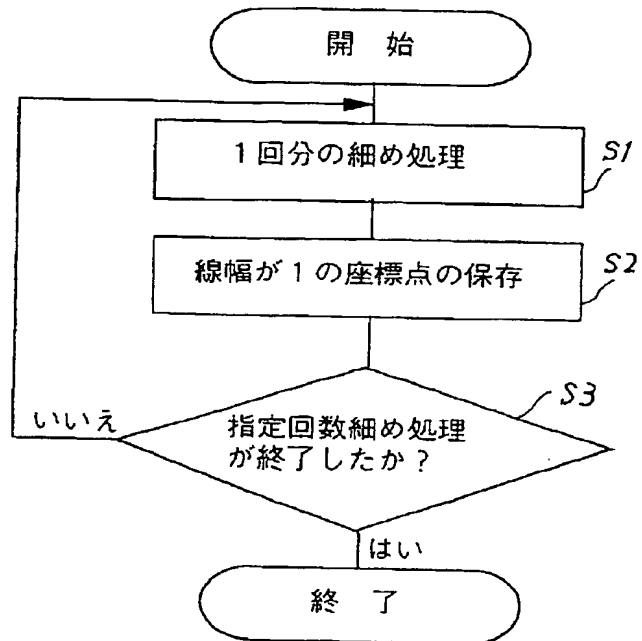 開 始
1回分の細め処理
S1
線幅が1の座標点の保存
S2
S3
指定回数細め処理
が終了したか?
いいえ
はい
終 了